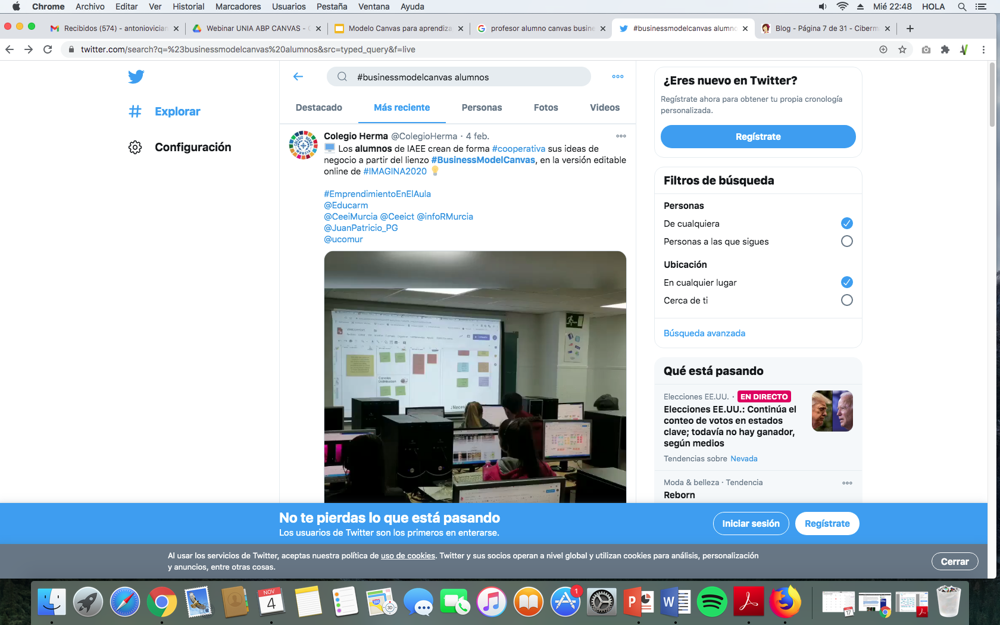 Chrome Archivo Editar Ver Historial Marcadores Usuarios Pestaña Ventana Ayuda Mié 22:48 HOLA
Recibidos (574) - antoniovician Webinar UNIA ABP CANVAS - Modelo Canvas para aprendiza profesor alumno canvas busine #businessmodelcanvas alumno Blog - Página 7 de 31 - Ciberm
twitter.com/search?q=%23businessmodelcanvas%20alumnos&src=typed_query&f=live
#businessmodelcanvas alumnos
Destacado Más reciente Personas Fotos Videos
Explorar
Configuración
Colegio Herma @ColegioHerma · 4 feb.
Los alumnos de IAEE crean de forma #cooperativa sus ideas de
negocio a partir del lienzo #BusinessModelCanvas, en la versión editable
online de #IMAGINA2020
#EmprendimientoEnElAula
@Educarm
@CeeiMurcia @Ceeict @infoRMurcia
@JuanPatricio_PG
@ucomur
¿Eres nuevo en Twitter?
Regístrate ahora para obtener tu propia cronología
personalizada.
Regístrate
Filtros de búsqueda
Personas
De cualquiera
Personas a las que sigues
Ubicación
En cualquier lugar
Cerca de ti
Búsqueda avanzada
Qué está pasando
Elecciones EE.UU. · EN DIRECTO
Elecciones EE.UU.: Continúa el
conteo de votos en estados
clave; todavía no hay ganador,
según medios
Tendencias sobre Nevada
Moda & belleza · Tendencia
Reborn
No te pierdas lo que está pasando
Los usuarios de Twitter son los primeros en enterarse.
Iniciar sesión Regístrate
Al usar los servicios de Twitter, aceptas nuestra política de uso de cookies. Twitter y sus socios operan a nivel global y utilizan cookies para análisis, personalización
y anuncios, entre otras cosas.
Cerrar
NOV
4
3D
1
P
W
17